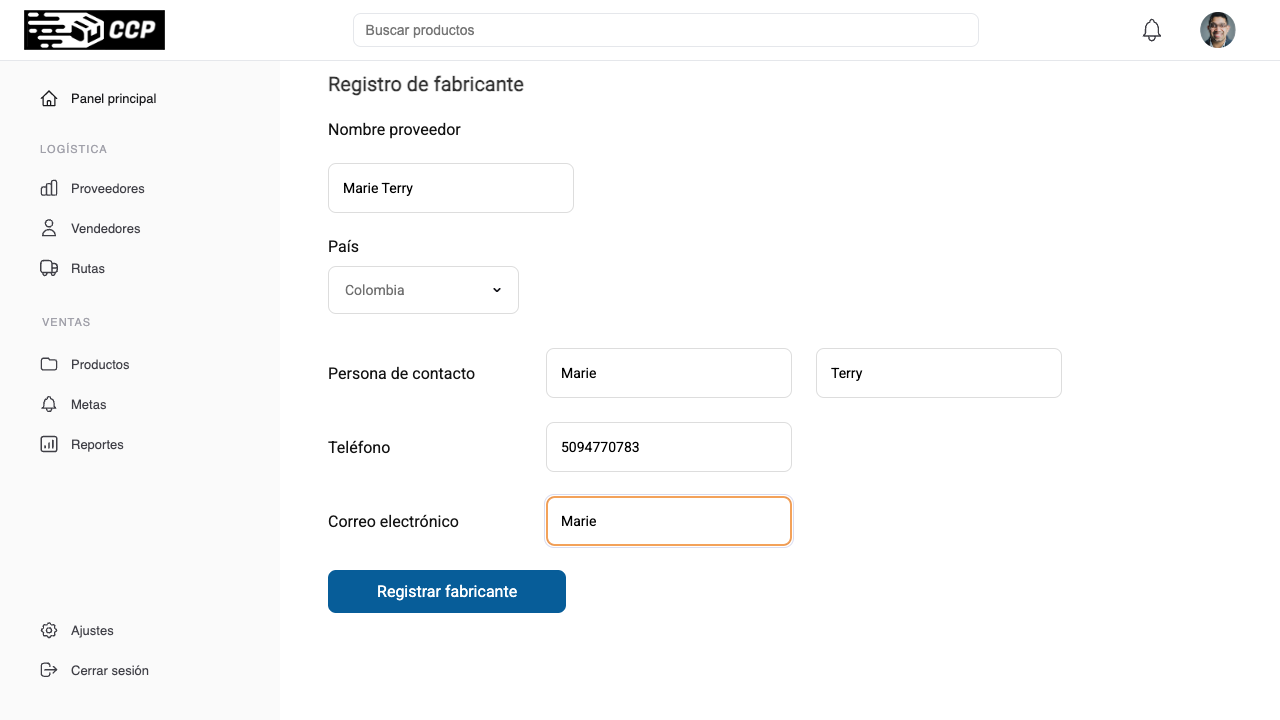 CCP
Buscar productos
Panel principal
LOGÍSTICA
Proveedores
Vendedores
Rutas
VENTAS
Productos
Metas
Reportes
Ajustes
Cerrar sesión
Registro de fabricante
Nombre proveedor
Marie Terry
País
Colombia
Persona de contacto Marie Terry
Teléfono 5094770783
Correo electrónico Marie
Registrar fabricante